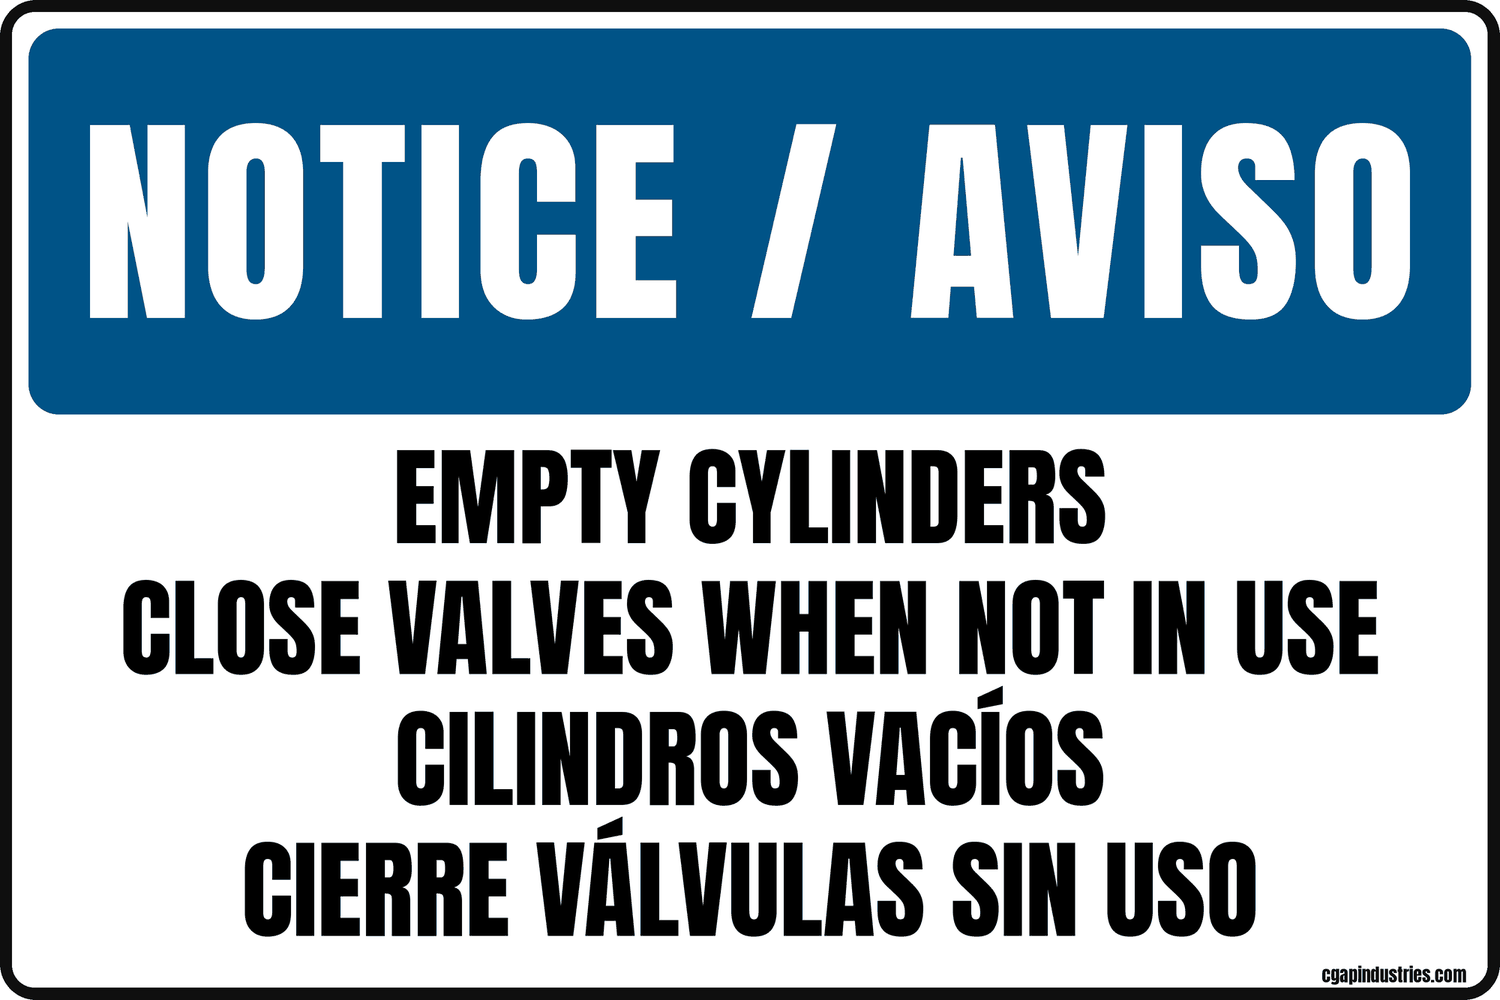 NOTICE / AVISO
EMPTY CYLINDERS
CLOSE VALVES WHEN NOT IN USE
CILINDROS VACÍOS
CIERRE VÁLVULAS SIN USO
cgapindustries.com